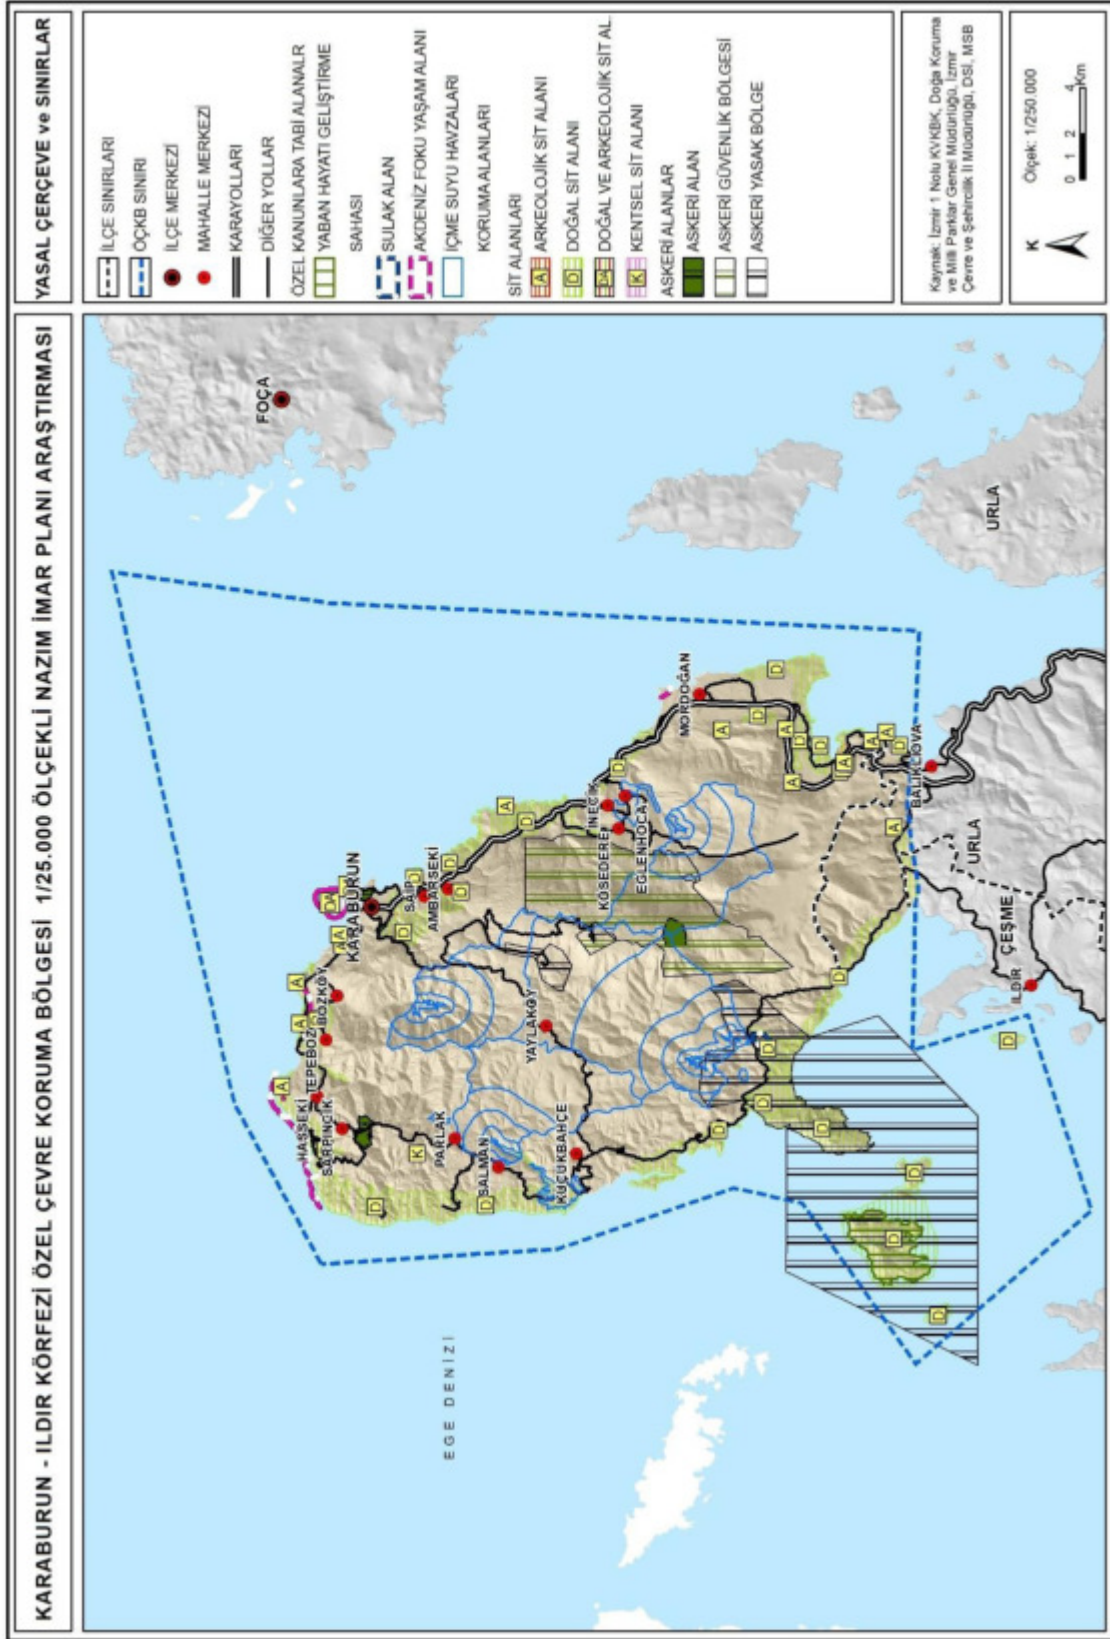 KARABURUN - ILDIR KÖRFEZİ ÖZEL ÇEVRE KORUMA BÖLGESİ 1/25.000 ÖLÇEKLİ NAZIM İMAR PLANI ARAŞTIRMASI
YASAL ÇERÇEVE ve SINIRLAR
İLÇE SINIRLARI
ÖÇKB SINIRI
İLÇE MERKEZİ
MAHALLE MERKEZİ
KARAYOLLARI
DİĞER YOLLAR
ÖZEL KANUNLARA TABİ ALANALR
YABAN HAYATI GELİŞTİRME
SAHASI
SULAK ALAN
AKDENİZ FOKU YAŞAM ALANI
İÇME SUYU HAVZALARI
KORUMA ALANLARI
SİT ALANLARI
A ARKEOLOJİK SİT ALANI
D DOĞAL SİT ALANI
DA DOĞAL VE ARKEOLOJİK SİT AL.
K KENTSEL SİT ALANI
ASKERİ ALANLAR
ASKERİ ALAN
ASKERİ GÜVENLİK BÖLGESİ
ASKERİ YASAK BÖLGE
Kaynak: İzmir 1 Nolu KVKBK, Doğa Koruma
ve Milli Parklar Genel Müdürlüğü, İzmir
Çevre ve Şehircilik İl Müdürlüğü, DSİ, MSB
K
Ölçek: 1/250.000
0 1 2 4 Km
FOÇA
HASSEKİ
SARPINCIK
TEPEBOZ
BOZKÖY
KARABURUN
SAİP
AMBARSEKİ
PARLAK
SALMAN
KÜÇÜKBAHÇE
YAYLAKÖY
KÖSEDERE
İNECİK
EĞLENHOCA
MORDOĞAN
BALIKLIOVA
URLA
URLA
ÇEŞME
ILDIR
EGE DENİZİ